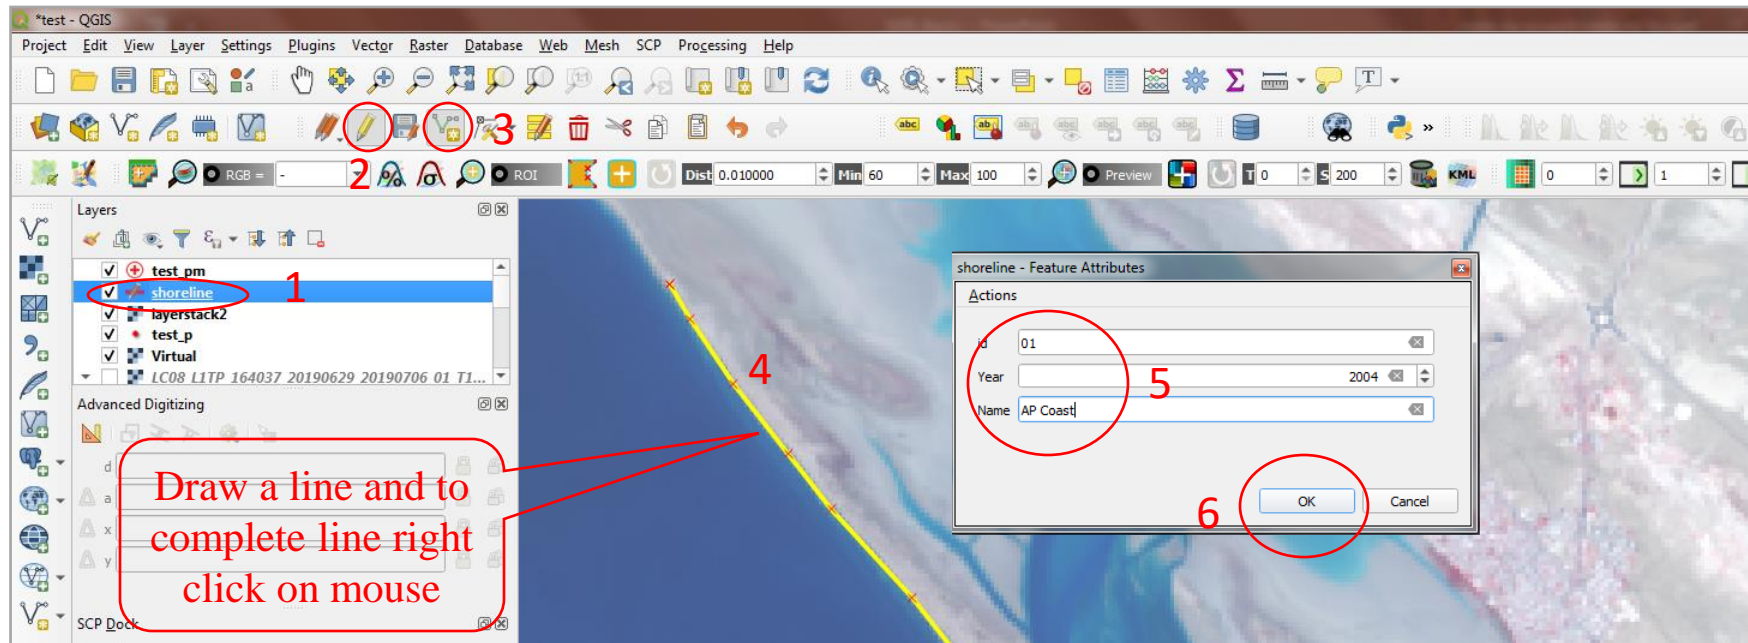 *test - QGIS
Project Edit View Layer Settings Plugins Vector Raster Database Web Mesh SCP Processing Help
3
2
RGB = -
ROI
Dist 0.010000
Min 60
Max 100
Preview
T 0
S 200
KML
0
1
Layers
test_pm
shoreline
1
layerstack2
test_p
Virtual
LC08_L1TP_164037_20190629_20190706_01_T1...
Advanced Digitizing
d
a
x
y
Draw a line and to
complete line right
click on mouse
SCP Dock
4
shoreline - Feature Attributes
Actions
id 01
Year 2004
Name AP Coast
5
6
OK Cancel